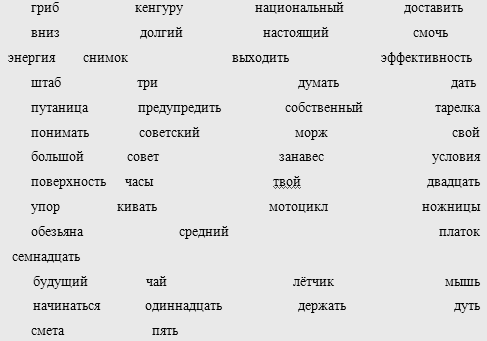 гриб кенгуру национальный доставить
вниз долгий настоящий смочь
энергия снимок выходить эффективность
штаб три думать дать
путаница предупредить собственный тарелка
понимать советский морж свой
большой совет занавес условия
поверхность часы твой двадцать
упор кивать мотоцикл ножницы
обезьяна средний платок
семнадцать
будущий чай лётчик мышь
начинаться одиннадцать держать дуть
смета пять